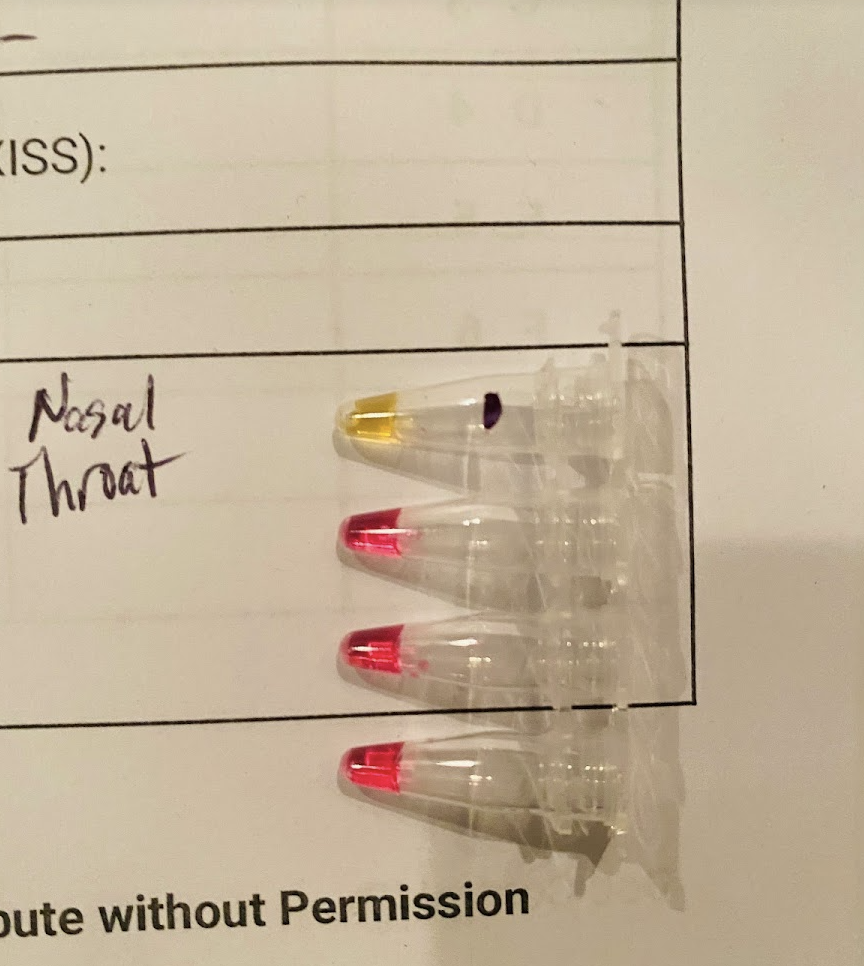 ISS):
Nasal
Throat
bute without Permission